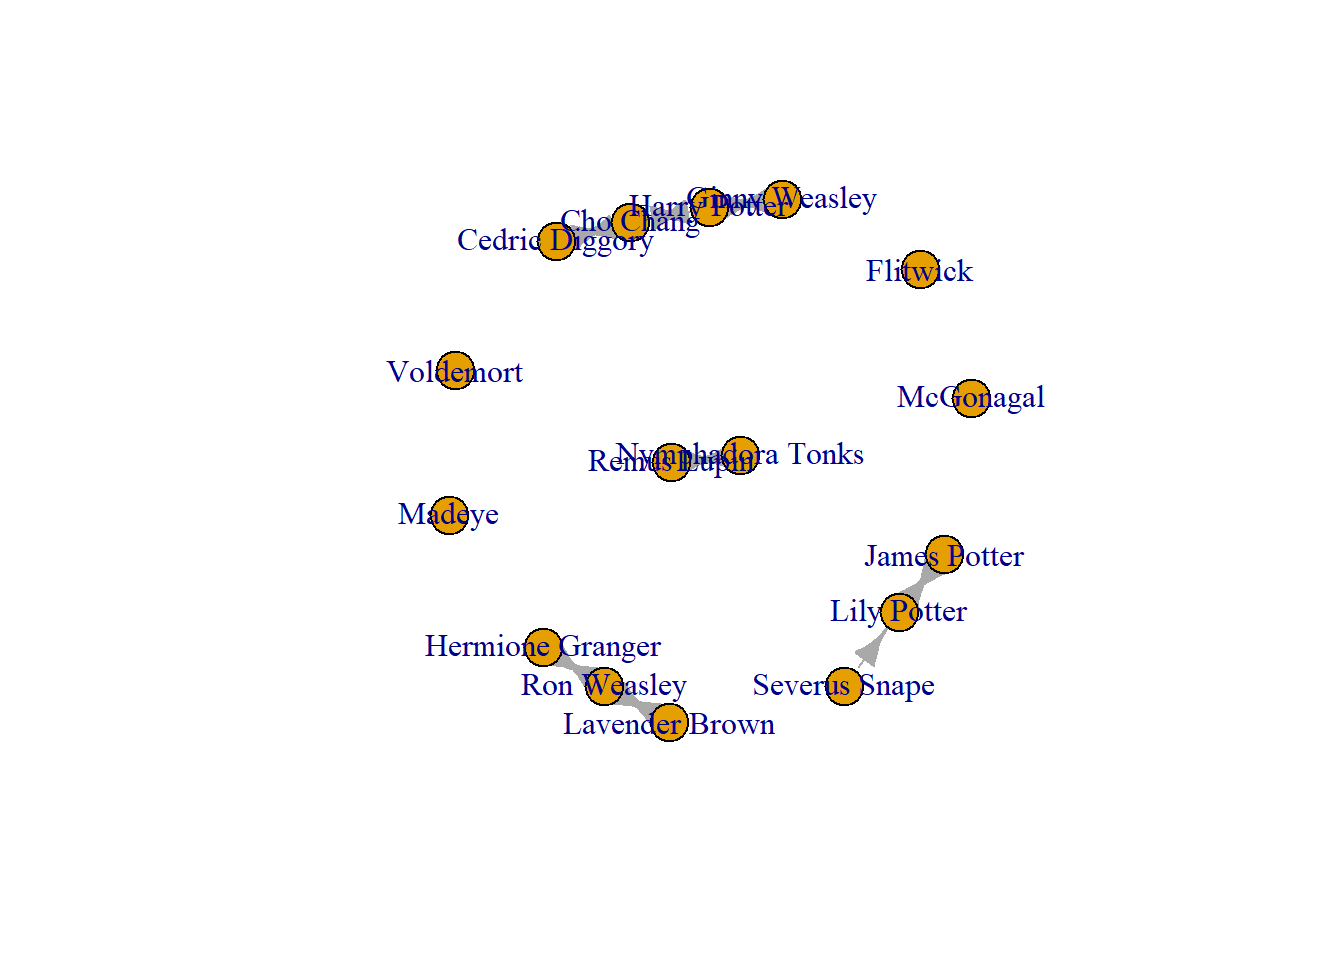 Ginny Weasley
Harry Potter
Cho Chang
Cedric Diggory
Flitwick
Voldemort
McGonagal
Nymphadora Tonks
Remus Lupin
Madeye
James Potter
Lily Potter
Hermione Granger
Ron Weasley
Severus Snape
Lavender Brown